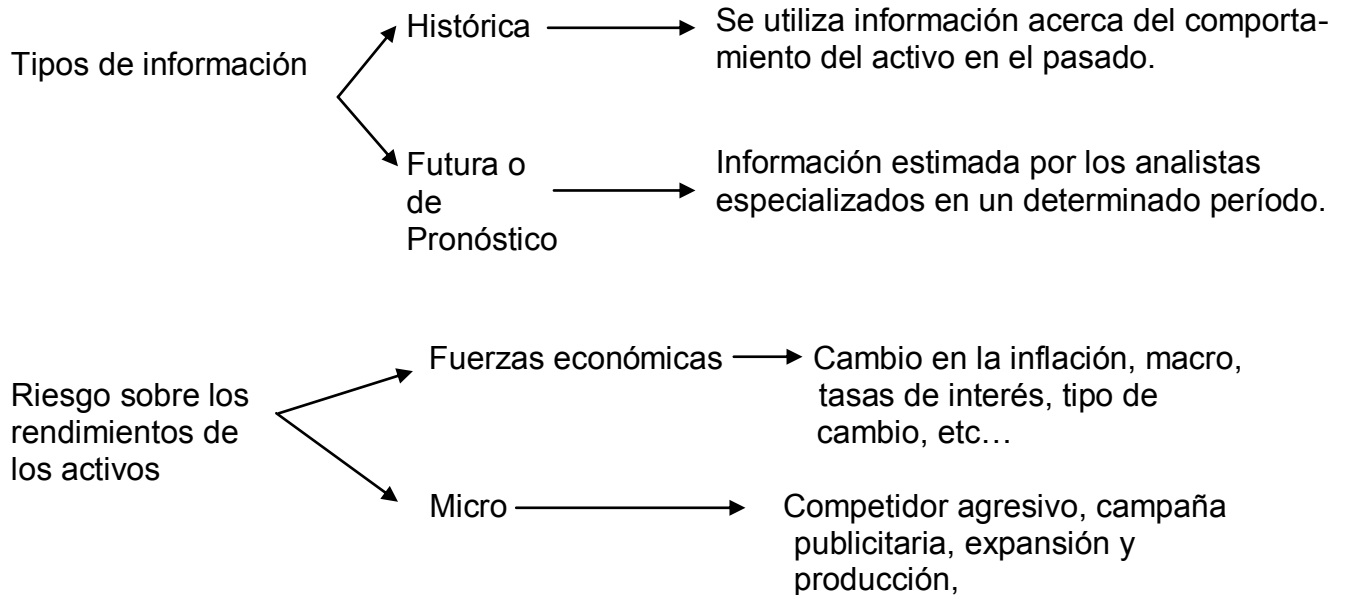 Tipos de información
Histórica
Se utiliza información acerca del comporta-
miento del activo en el pasado.
Futura o
de
Pronóstico
Información estimada por los analistas
especializados en un determinado período.
Riesgo sobre los
rendimientos de
los activos
Fuerzas económicas
Cambio en la inflación, macro,
tasas de interés, tipo de
cambio, etc…
Micro
Competidor agresivo, campaña
publicitaria, expansión y
producción,